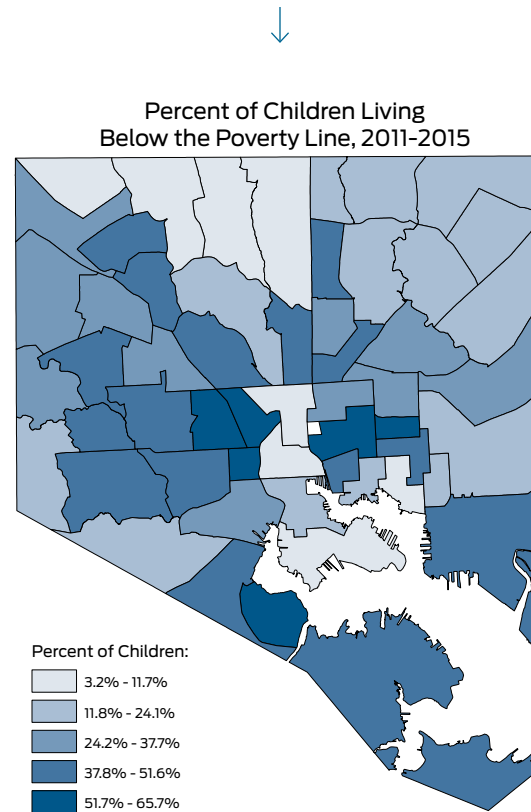 Percent of Children Living
Below the Poverty Line, 2011-2015
Percent of Children:
3.2% - 11.7%
11.8% - 24.1%
24.2% - 37.7%
37.8% - 51.6%
51.7% - 65.7%